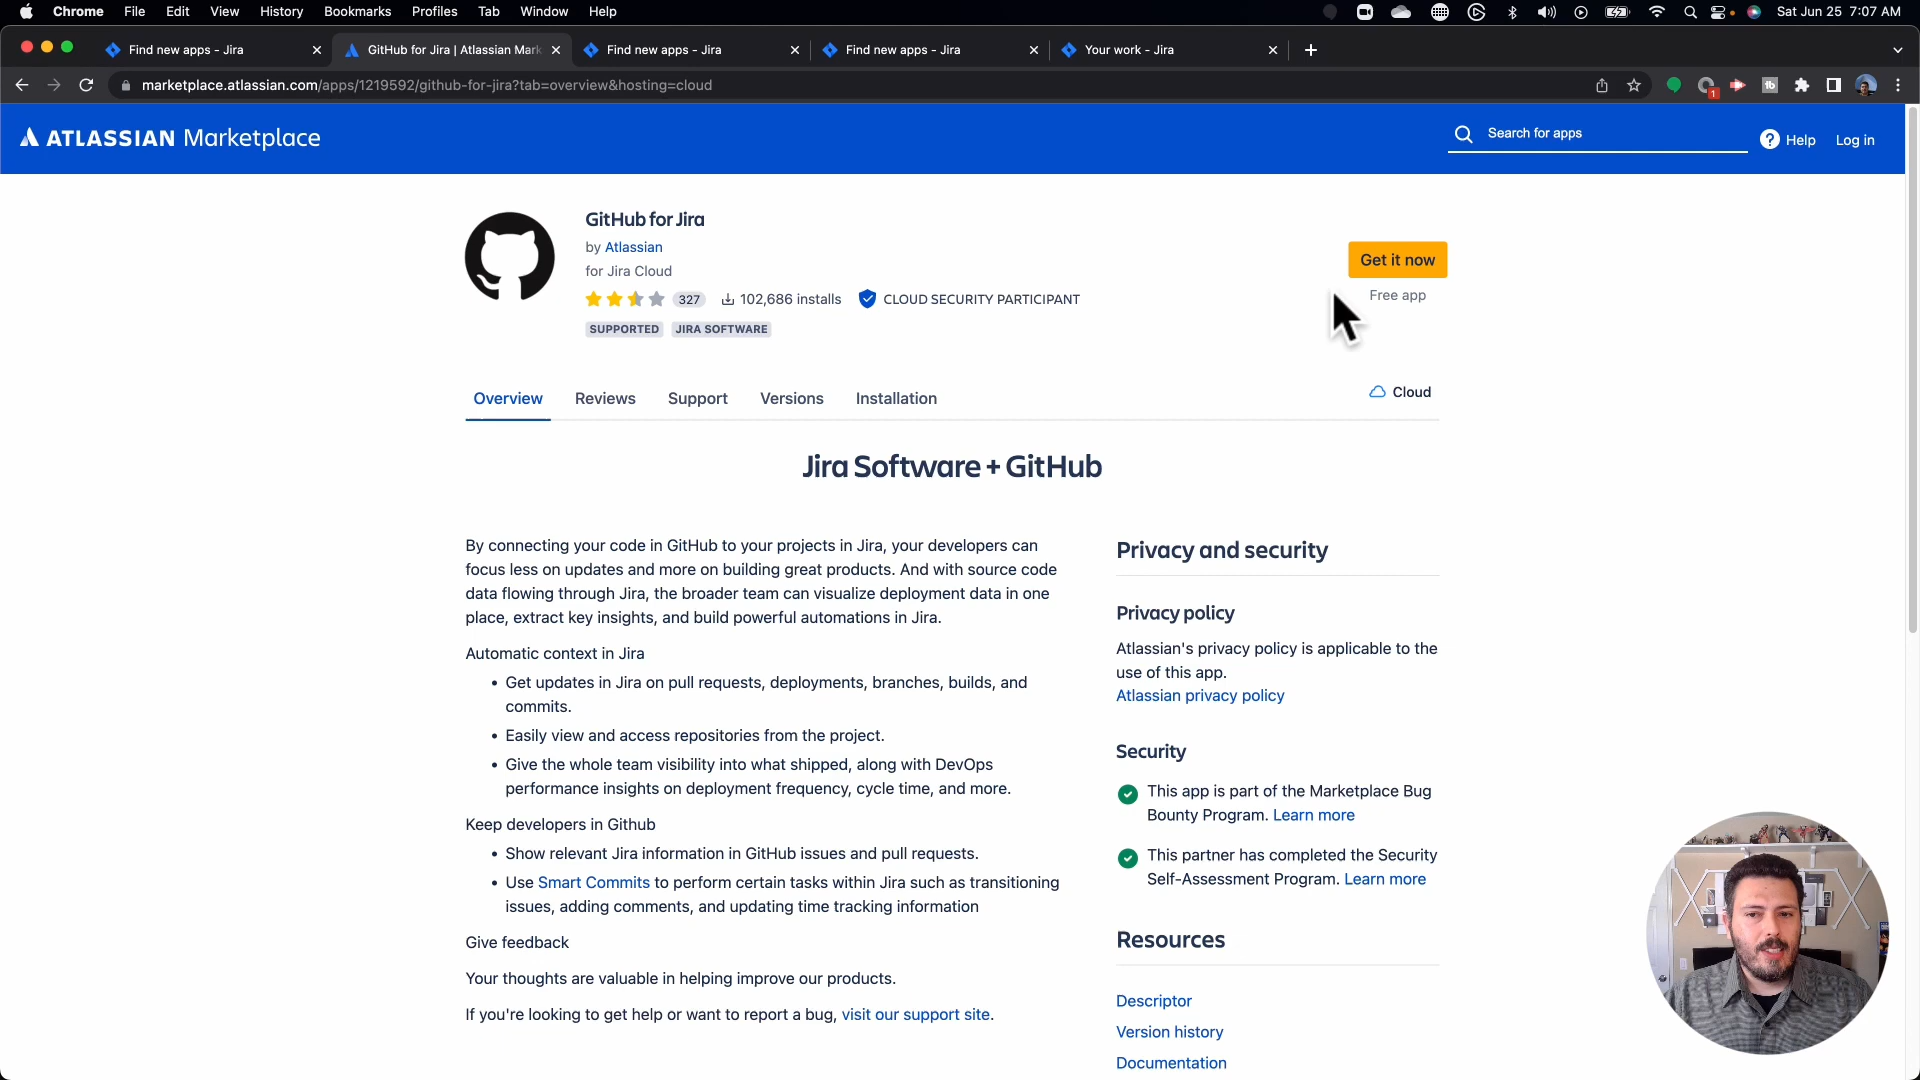 Chrome File Edit View History Bookmarks Profiles Tab Window Help Sat Jun 25 7:07 AM
Find new apps - Jira GitHub for Jira | Atlassian Mark Find new apps - Jira Find new apps - Jira Your work - Jira
marketplace.atlassian.com/apps/1219592/github-for-jira?tab=overview&hosting=cloud 1 tb
ATLASSIAN Marketplace Search for apps ? Help Log in
GitHub for Jira
by Atlassian
Get it now
for Jira Cloud
327 102,686 installs CLOUD SECURITY PARTICIPANT
Free app
SUPPORTED JIRA SOFTWARE
Overview Reviews Support Versions Installation Cloud
Jira Software + GitHub
By connecting your code in GitHub to your projects in Jira, your developers can
focus less on updates and more on building great products. And with source code
data flowing through Jira, the broader team can visualize deployment data in one
place, extract key insights, and build powerful automations in Jira.
Automatic context in Jira
• Get updates in Jira on pull requests, deployments, branches, builds, and
commits.
• Easily view and access repositories from the project.
• Give the whole team visibility into what shipped, along with DevOps
performance insights on deployment frequency, cycle time, and more.
Keep developers in Github
• Show relevant Jira information in GitHub issues and pull requests.
• Use Smart Commits to perform certain tasks within Jira such as transitioning
issues, adding comments, and updating time tracking information
Give feedback
Your thoughts are valuable in helping improve our products.
If you're looking to get help or want to report a bug, visit our support site.
Privacy and security
Privacy policy
Atlassian's privacy policy is applicable to the
use of this app.
Atlassian privacy policy
Security
This app is part of the Marketplace Bug
Bounty Program. Learn more
This partner has completed the Security
Self-Assessment Program. Learn more
Resources
Descriptor
Version history
Documentation